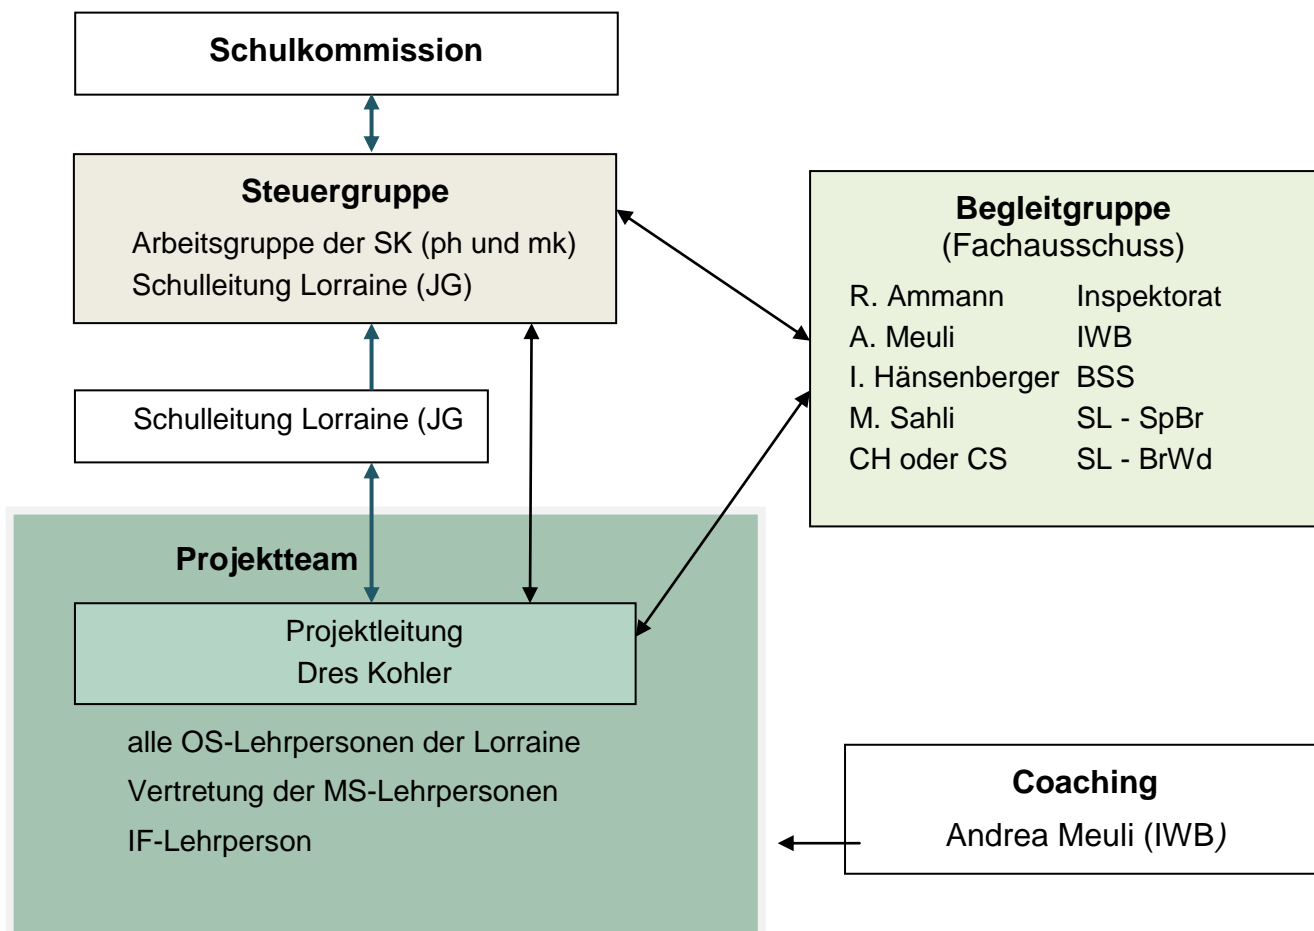 Schulkommission
Steuergruppe
Arbeitsgruppe der SK (ph und mk)
Schulleitung Lorraine (JG)
Begleitgruppe
(Fachausschuss)
R. Ammann Inspektorat
A. Meuli IWB
I. Hänsenberger BSS
M. Sahli SL - SpBr
CH oder CS SL - BrWd
Schulleitung Lorraine (JG
Projektteam
Projektleitung
Dres Kohler
alle OS-Lehrpersonen der Lorraine
Vertretung der MS-Lehrpersonen
IF-Lehrperson
Coaching
Andrea Meuli (IWB)